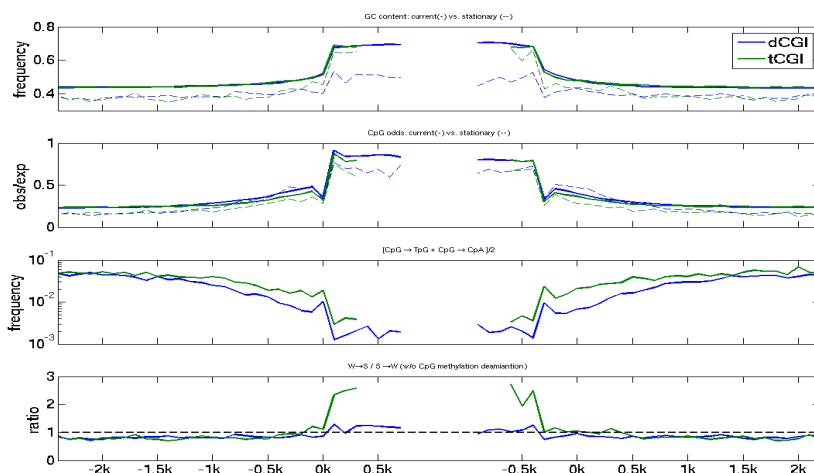 GC content: current(-) vs. stationary (--)
frequency
0.8
0.6
0.4
dCGI
tCGI
CpG odds: current(-) vs. stationary (--)
obs/exp
1
0.5
0
[CpG → TpG + CpG → CpA ]/2
frequency
10⁻¹
10⁻²
10⁻³
W→S / S →W (w/o CpG methylation deamiantion)
ratio
3
2
1
0
-2k -1.5k -1k -0.5k 0k 0.5k -0.5k 0k 0.5k 1k 1.5k 2k